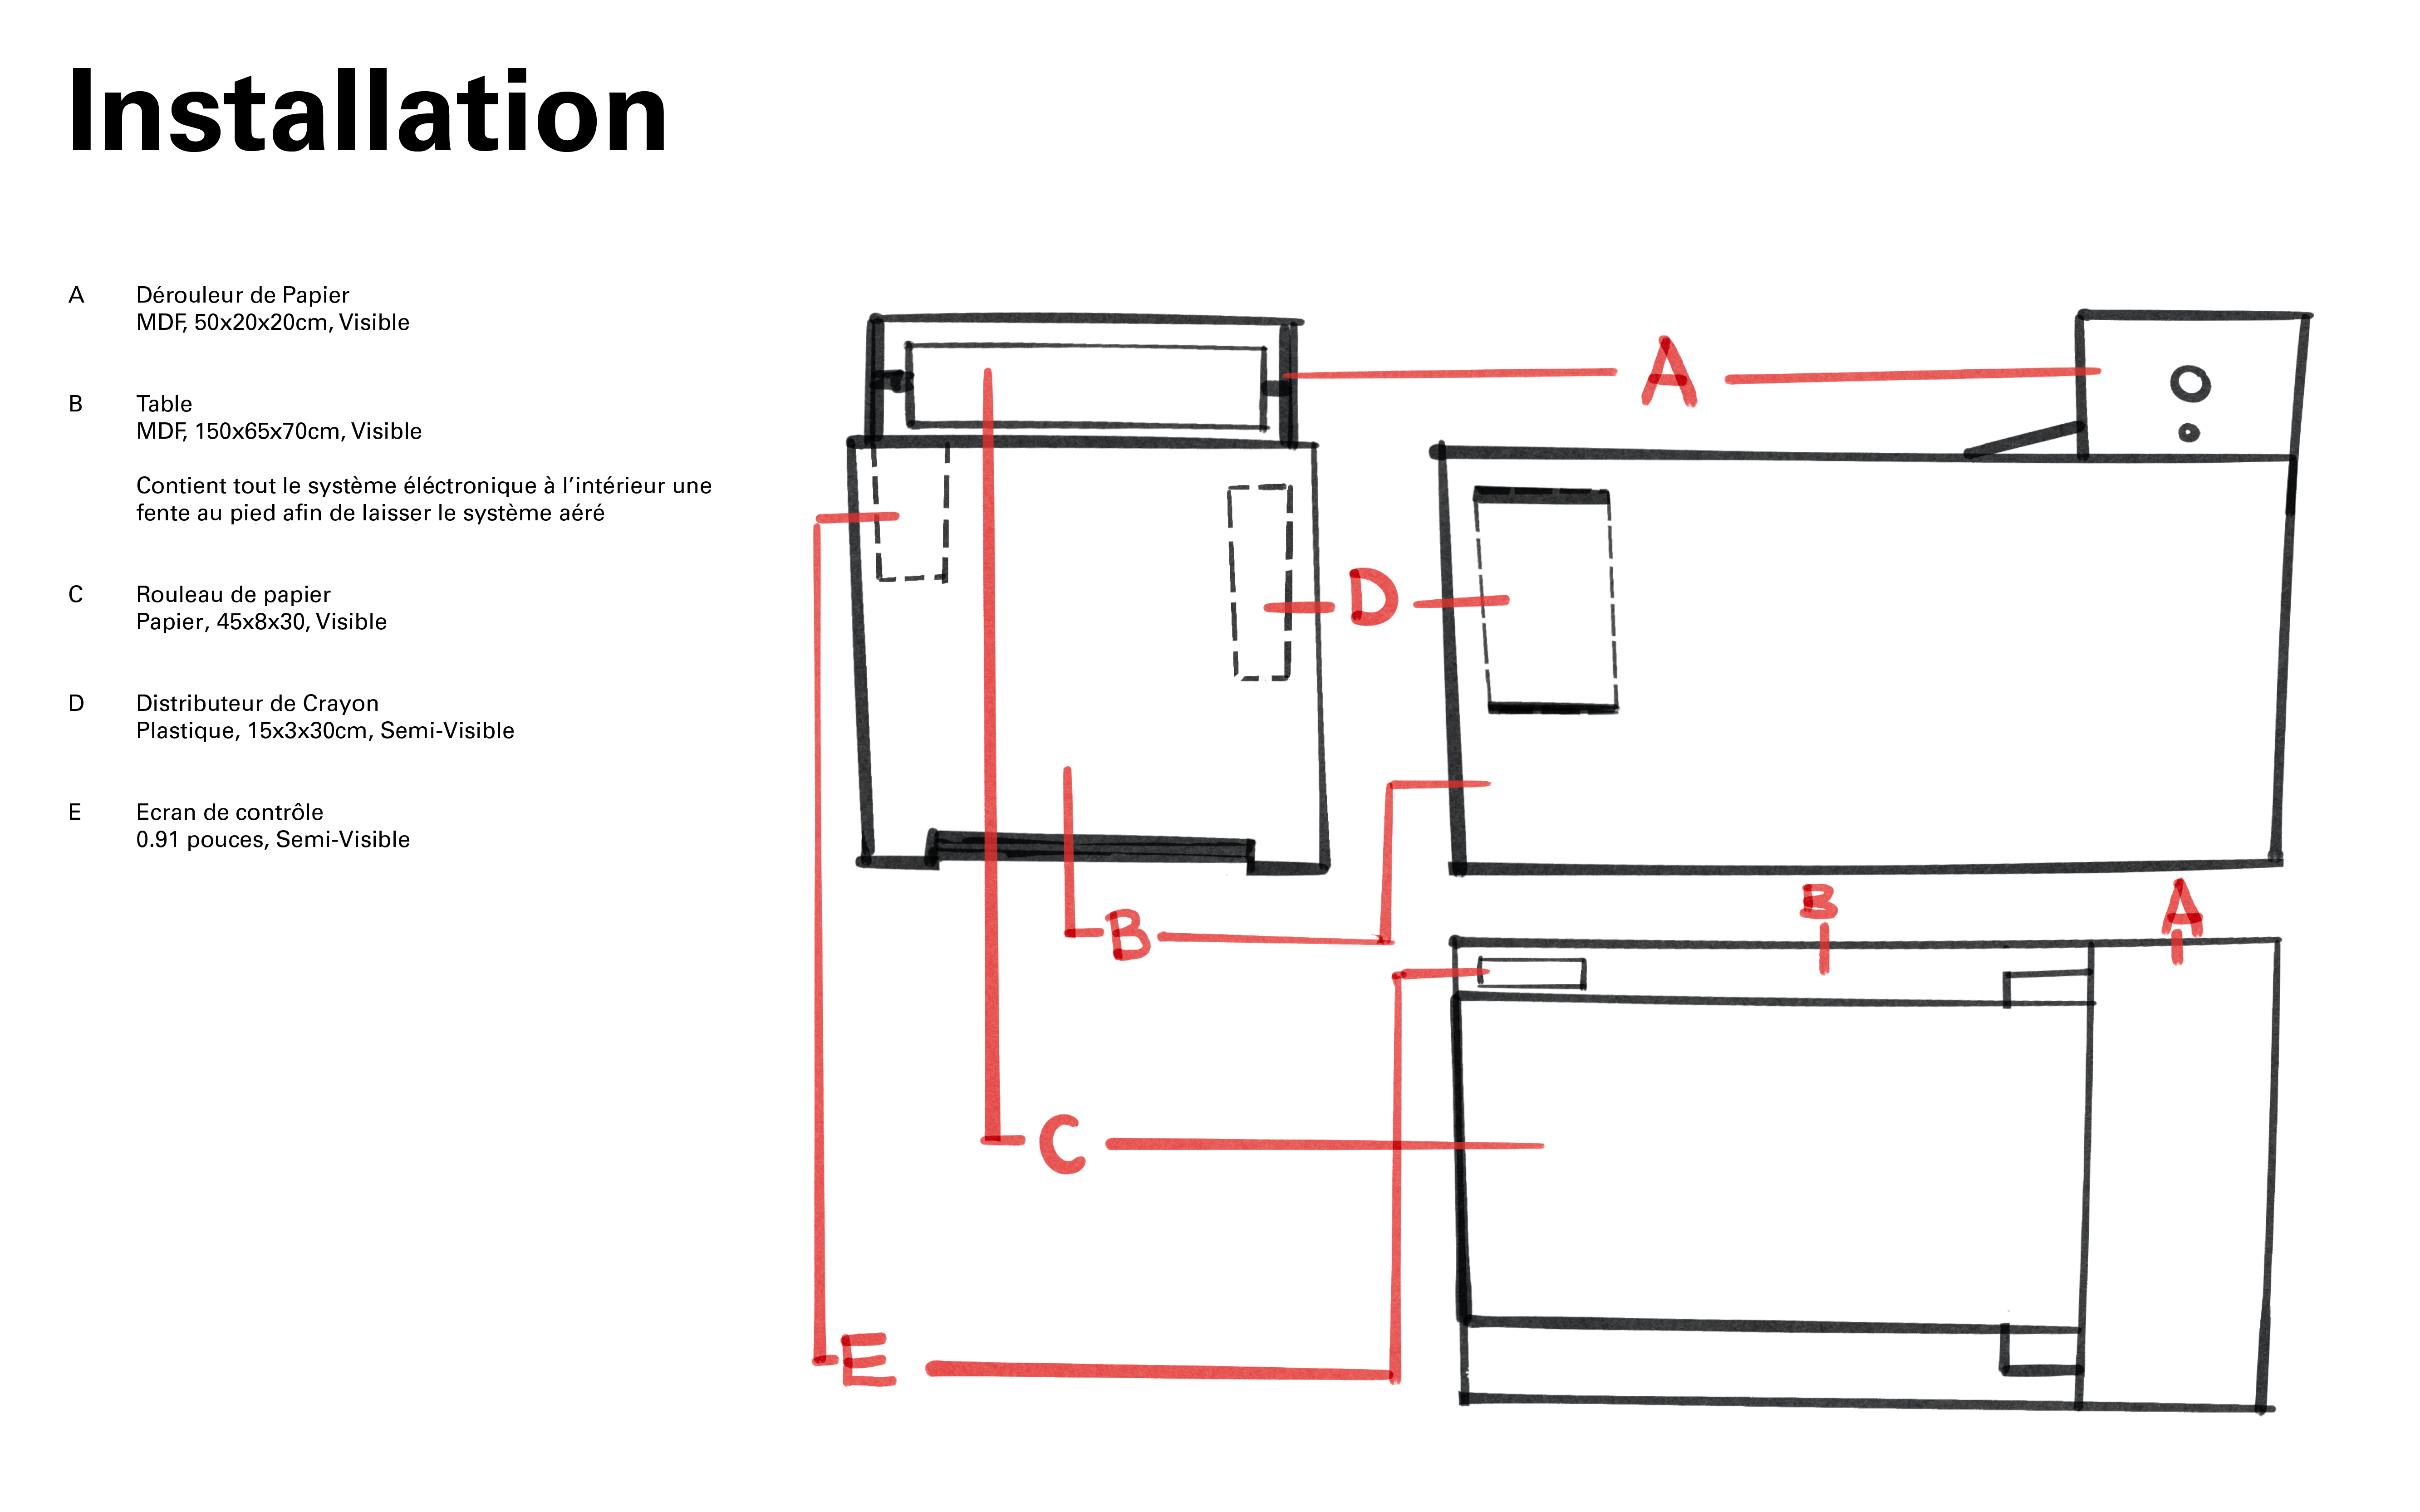 Installation
A Dérouleur de Papier
MDF, 50x20x20cm, Visible
B Table
MDF, 150x65x70cm, Visible
Contient tout le système éléctronique à l'intérieur une
fente au pied afin de laisser le système aéré
C Rouleau de papier
Papier, 45x8x30, Visible
D Distributeur de Crayon
Plastique, 15x3x30cm, Semi-Visible
E Ecran de contrôle
0.91 pouces, Semi-Visible
A
D
B
A
B
C
E